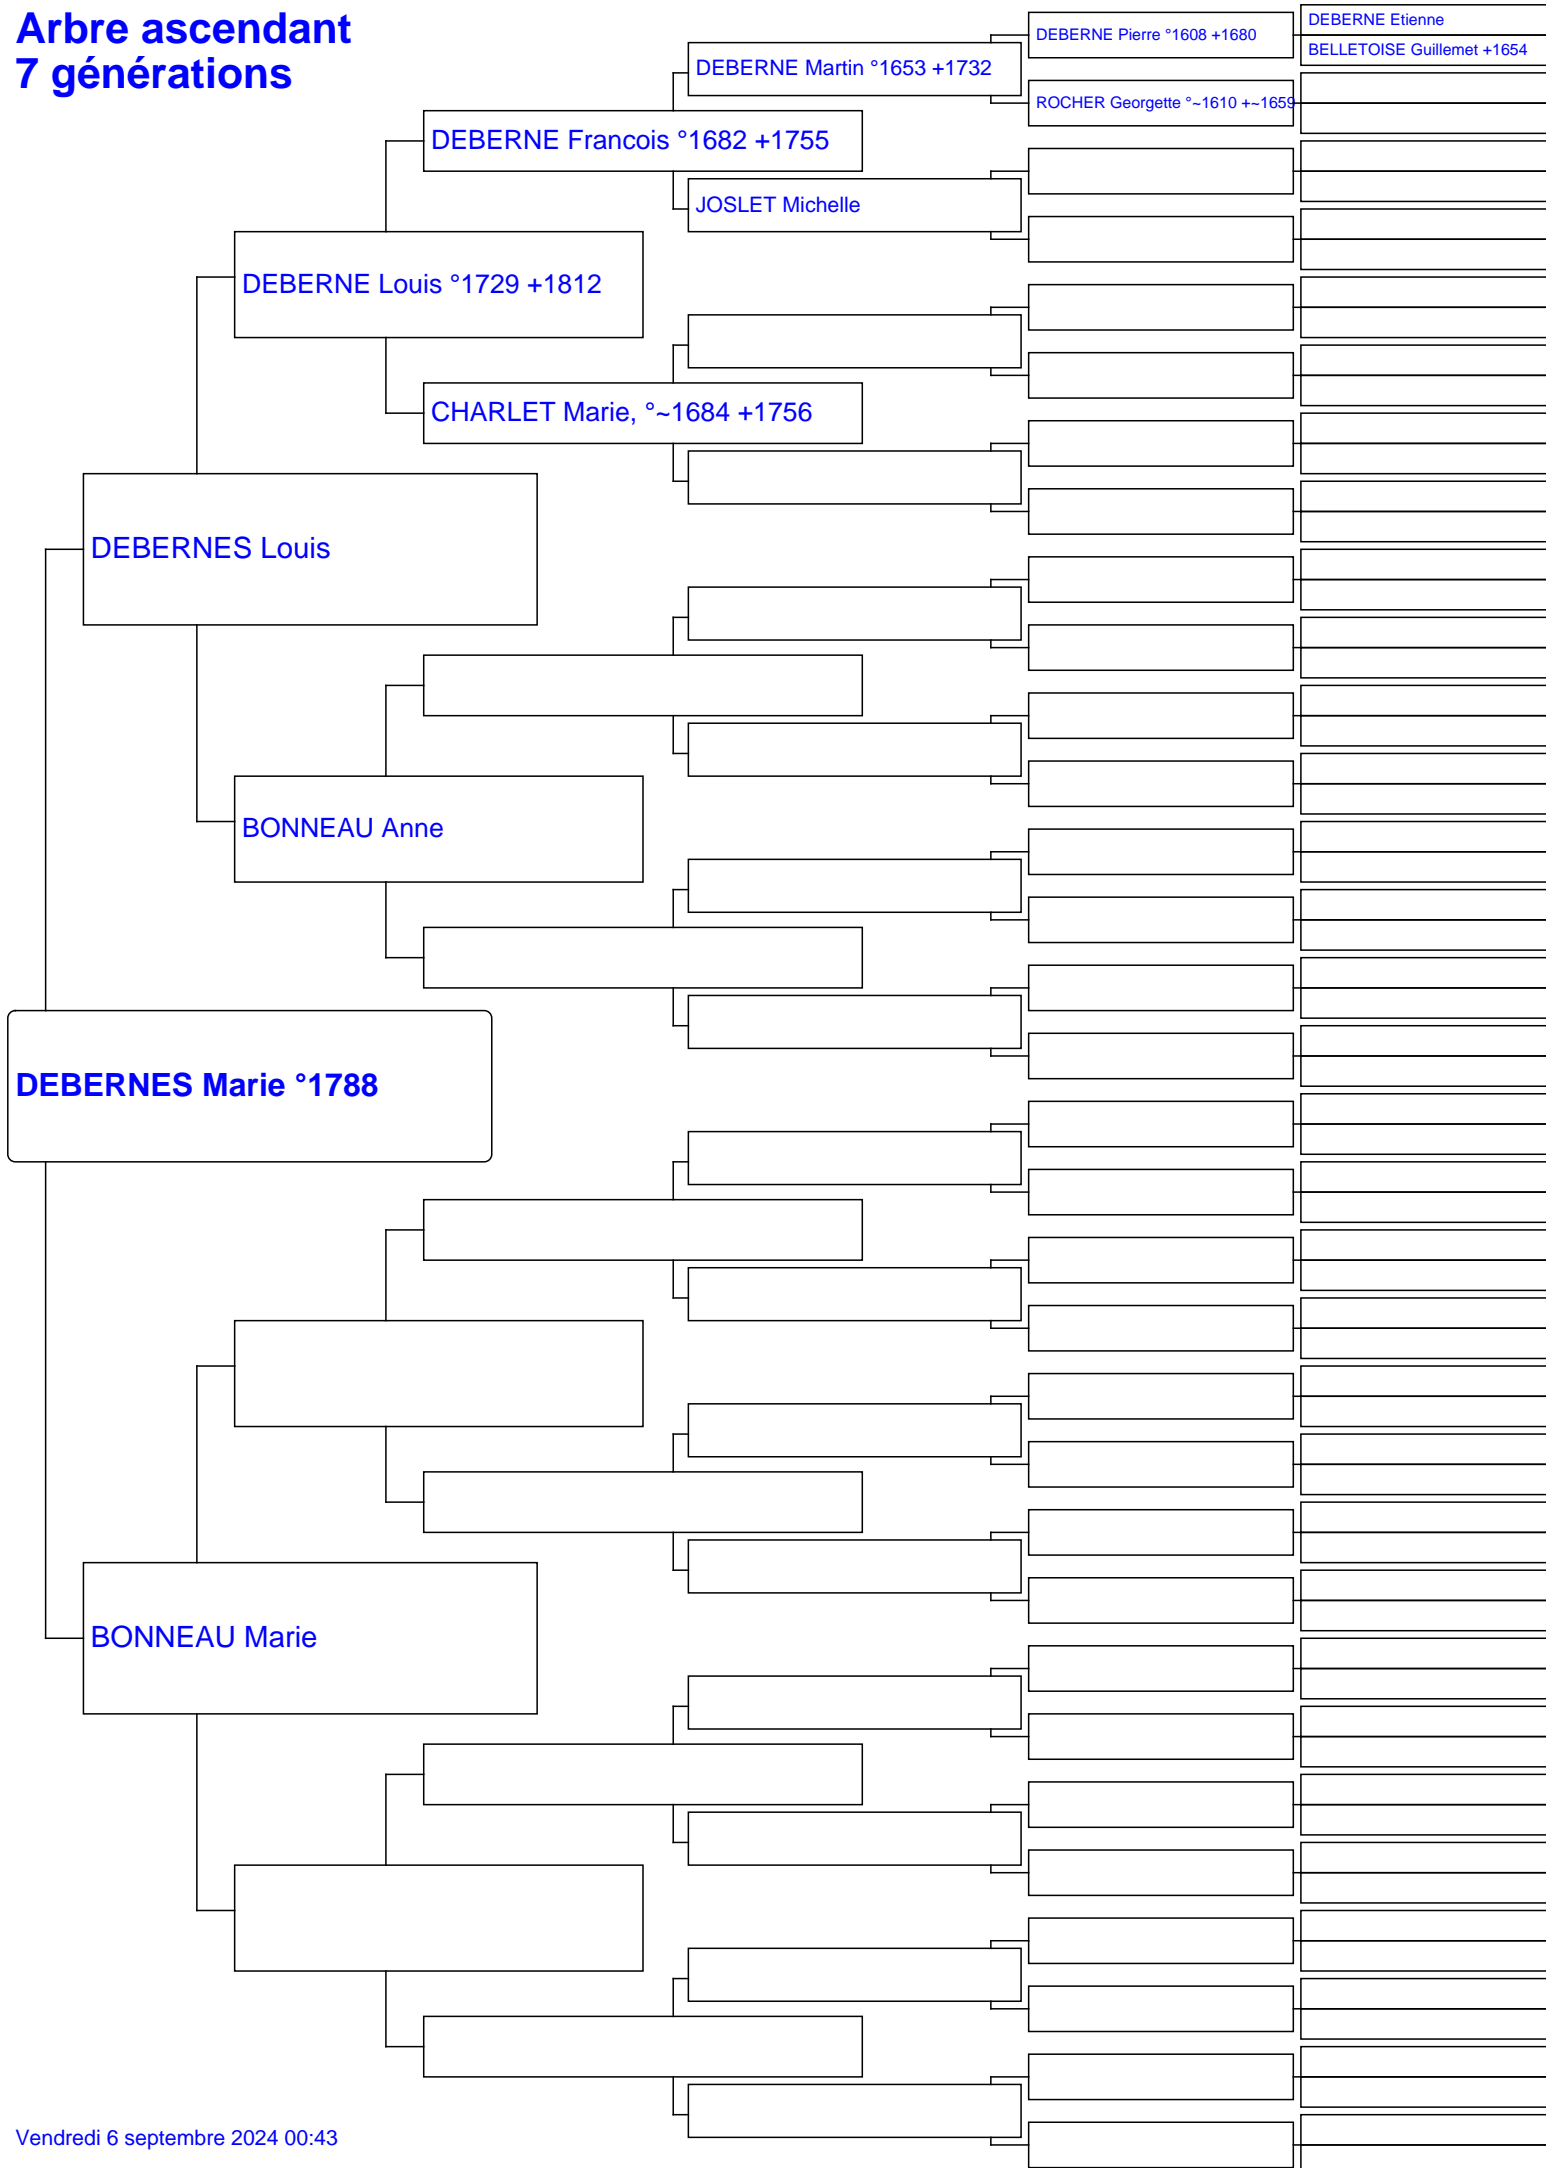 Arbre ascendant
7 générations
DEBERNE Etienne
BELLETOISE Guillemet +1654
DEBERNE Pierre °1608 +1680
DEBERNE Martin °1653 +1732
ROCHER Georgette °~1610 +~1659
DEBERNE Francois °1682 +1755
JOSLET Michelle
DEBERNE Louis °1729 +1812
CHARLET Marie, °~1684 +1756
DEBERNES Louis
BONNEAU Anne
DEBERNES Marie °1788
BONNEAU Marie
Vendredi 6 septembre 2024 00:43